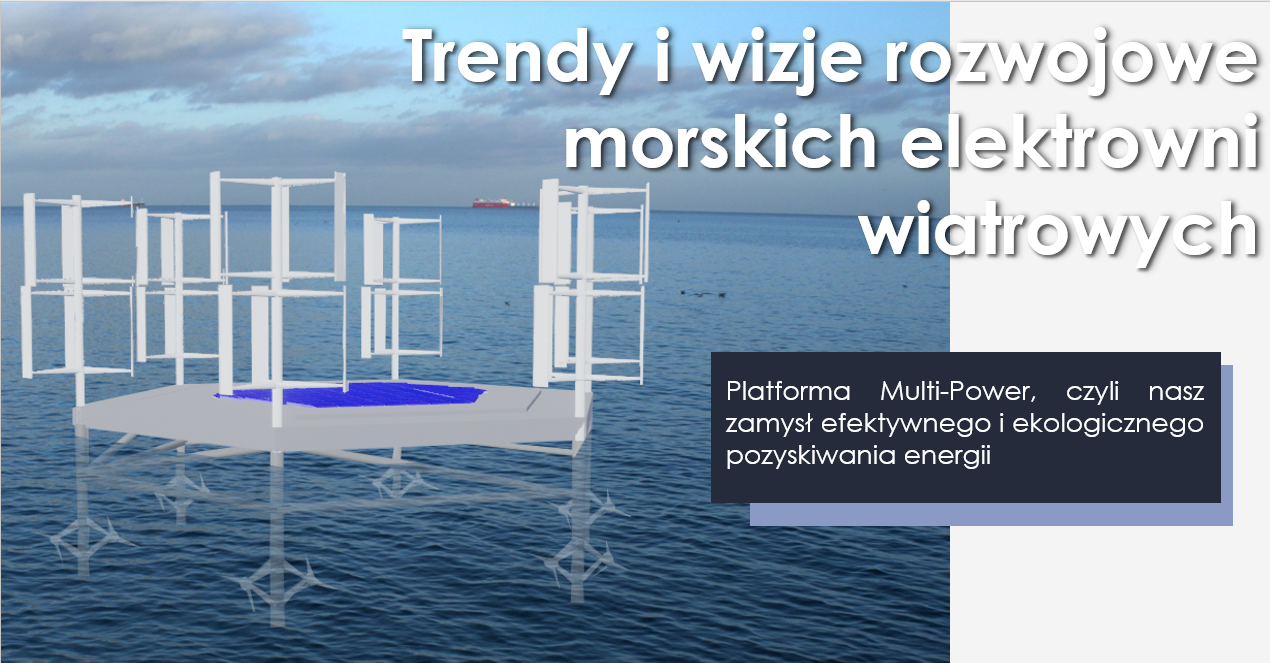 Trendy i wizje rozwojowe
morskich elektrowni
wiatrowych
Platforma Multi-Power, czyli nasz
zamysł efektywnego i ekologicznego
pozyskiwania energii